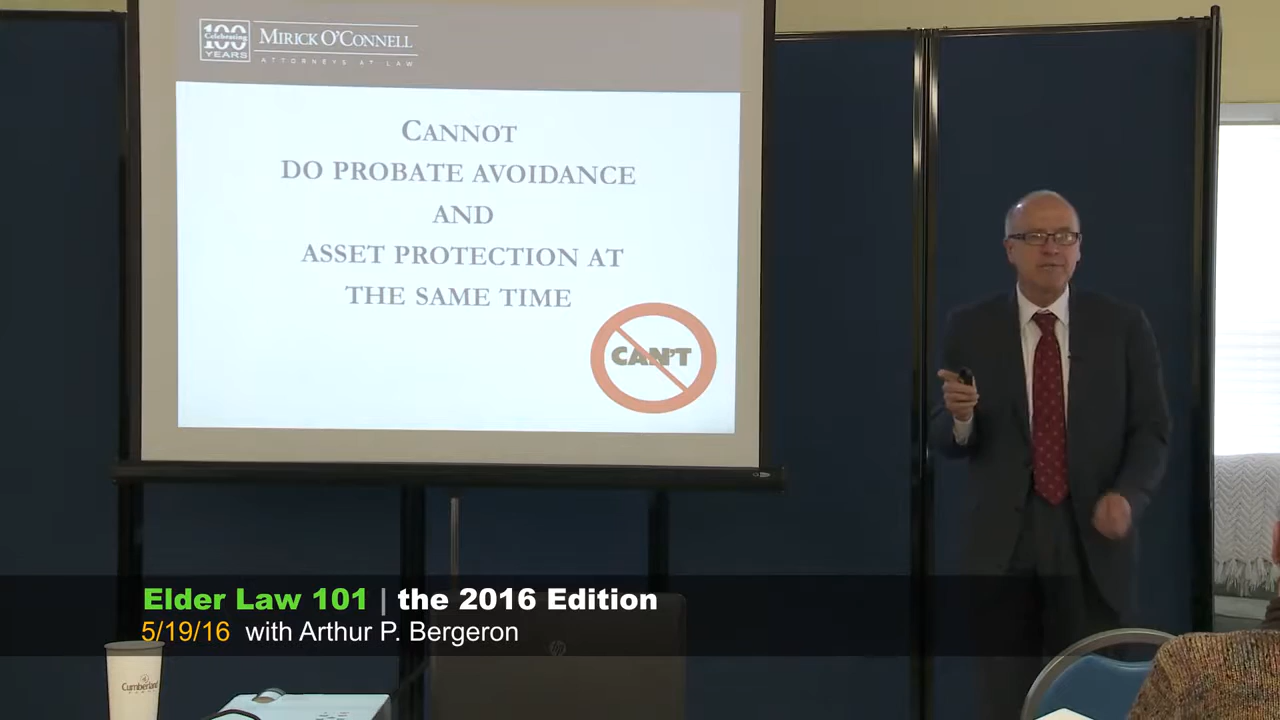 100
Celebrating
YEARS
MIRICK O'CONNELL
ATTORNEYS AT LAW
CANNOT
DO PROBATE AVOIDANCE
AND
ASSET PROTECTION AT
THE SAME TIME
CAN'T
Elder Law 101 | the 2016 Edition
5/19/16 with Arthur P. Bergeron
hp
Cumberland